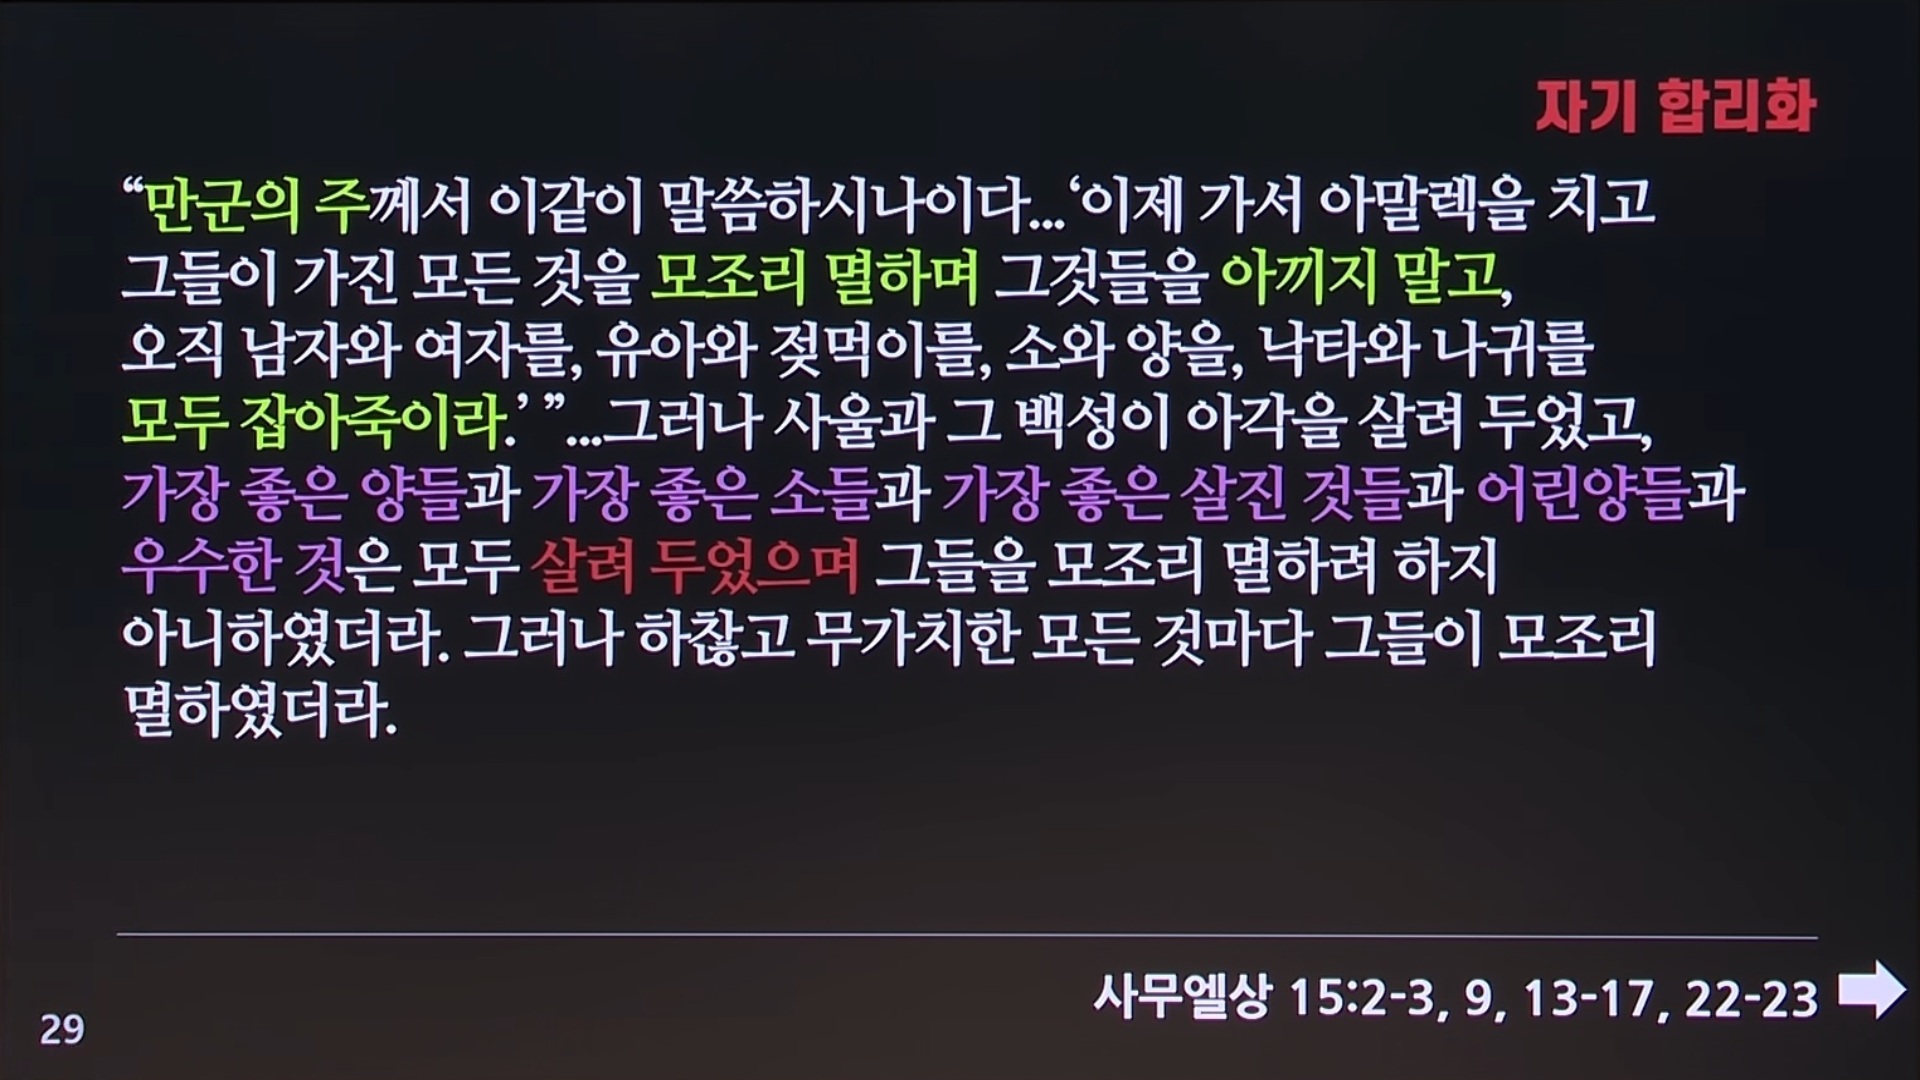 자기 합리화
“만군의 주께서 이같이 말씀하시나이다...‘이제 가서 아말렉을 치고
그들이 가진 모든 것을 모조리 멸하며 그것들을 아끼지 말고,
오직 남자와 여자를, 유아와 젖먹이를, 소와 양을, 낙타와 나귀를
모두 잡아죽이라.’ ”...그러나 사울과 그 백성이 아각을 살려 두었고,
가장 좋은 양들과 가장 좋은 소들과 가장 좋은 살진 것들과 어린양들과
우수한 것은 모두 살려 두었으며 그들을 모조리 멸하려 하지
아니하였더라. 그러나 하찮고 무가치한 모든 것마다 그들이 모조리
멸하였더라.
사무엘상 15:2-3, 9, 13-17, 22-23
29